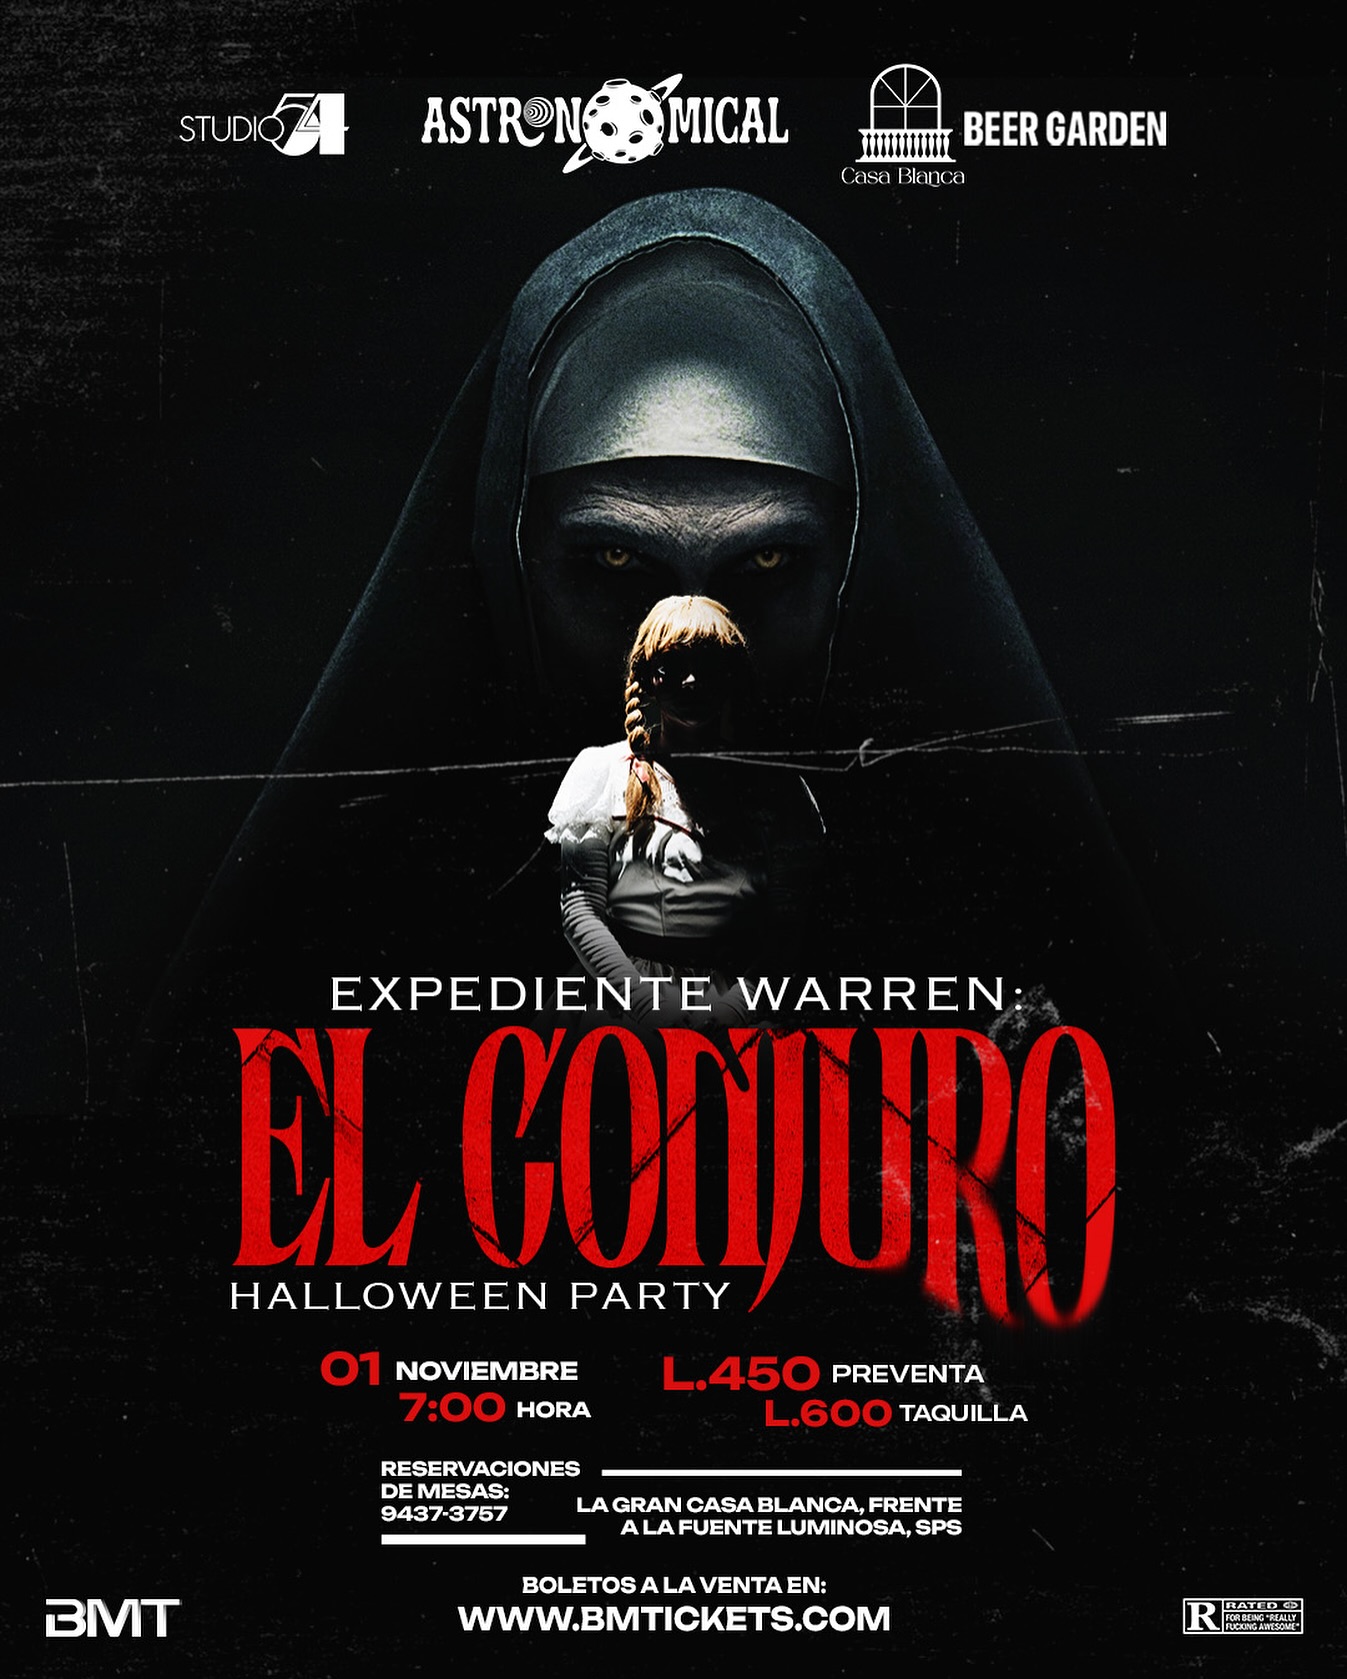 STUDIO 54
ASTRONOMICAL
Casa Blanca
BEER GARDEN
EXPEDIENTE WARREN:
EL CONJURO
HALLOWEEN PARTY
01 NOVIEMBRE
7:00 HORA
L.450 PREVENTA
L.600 TAQUILLA
RESERVACIONES
DE MESAS:
9437-3757
LA GRAN CASA BLANCA, FRENTE
A LA FUENTE LUMINOSA, SPS
BOLETOS A LA VENTA EN:
WWW.BMTICKETS.COM
BMT
R RATED
FOR BEING "REALLY
FUCKING AWESOME"